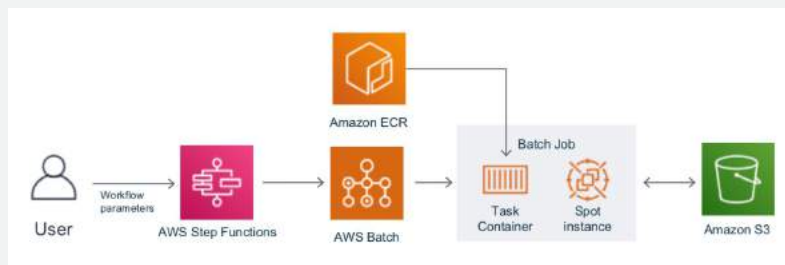 Amazon ECR
Batch Job
Workflow
parameters
User
AWS Step Functions
AWS Batch
Task
Container
Spot
instance
Amazon S3